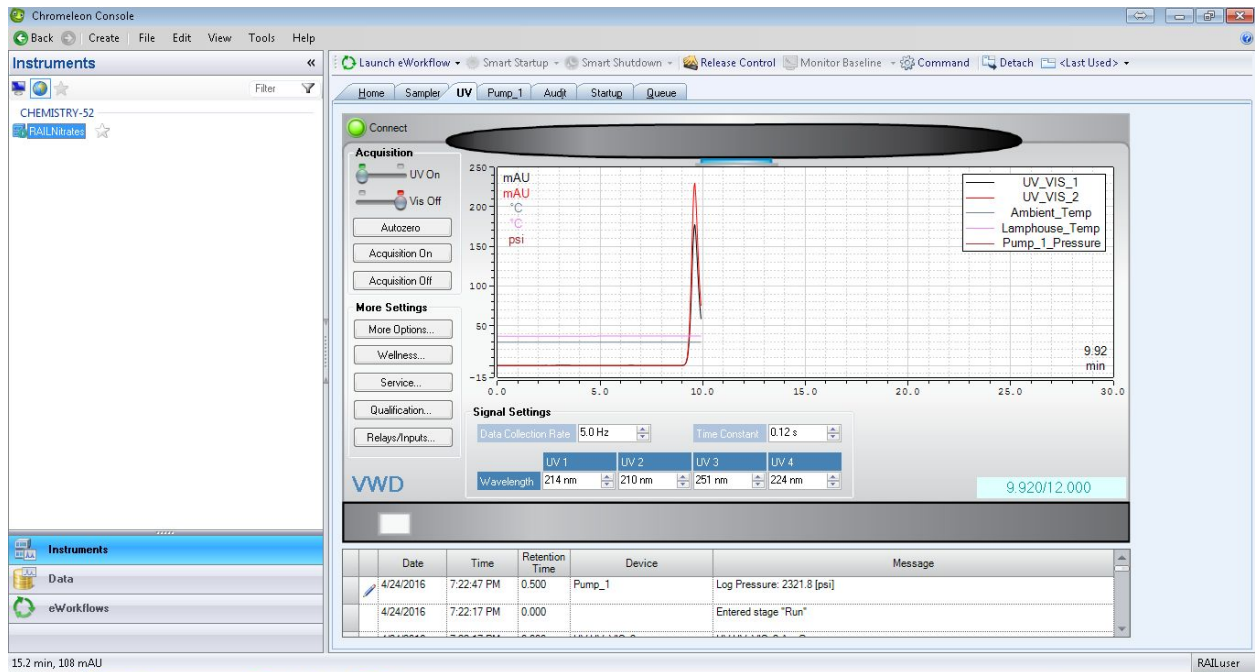 Chromeleon Console
Back Create File Edit View Tools Help
Instruments «
Launch eWorkflow Smart Startup Smart Shutdown Release Control Monitor Baseline Command Detach <Last Used>
Filter
CHEMISTRY-52
RAILNitrates
Home Sampler UV Pump_1 Audit Startup Queue
Connect
Acquisition
UV On
Vis Off
Autozero
Acquisition On
Acquisition Off
More Settings
More Options...
Wellness...
Service...
Qualification...
Relays/Inputs...
VWD
250
200
150
100
50
-15
mAU
mAU
°C
°C
psi
UV_VIS_1
UV_VIS_2
Ambient_Temp
Lamphouse_Temp
Pump_1_Pressure
9.92
min
0.0 5.0 10.0 15.0 20.0 25.0 30.0
Signal Settings
Data Collection Rate 5.0 Hz Time Constant 0.12 s
UV 1 UV 2 UV 3 UV 4
Wavelength 214 nm 210 nm 251 nm 224 nm
9.920/12.000
Date Time Retention Time Device Message
4/24/2016 7:22:47 PM 0.500 Pump_1 Log Pressure: 2321.8 [psi]
4/24/2016 7:22:17 PM 0.000 Entered stage "Run"
Instruments
Data
eWorkflows
15.2 min, 108 mAU RAILuser